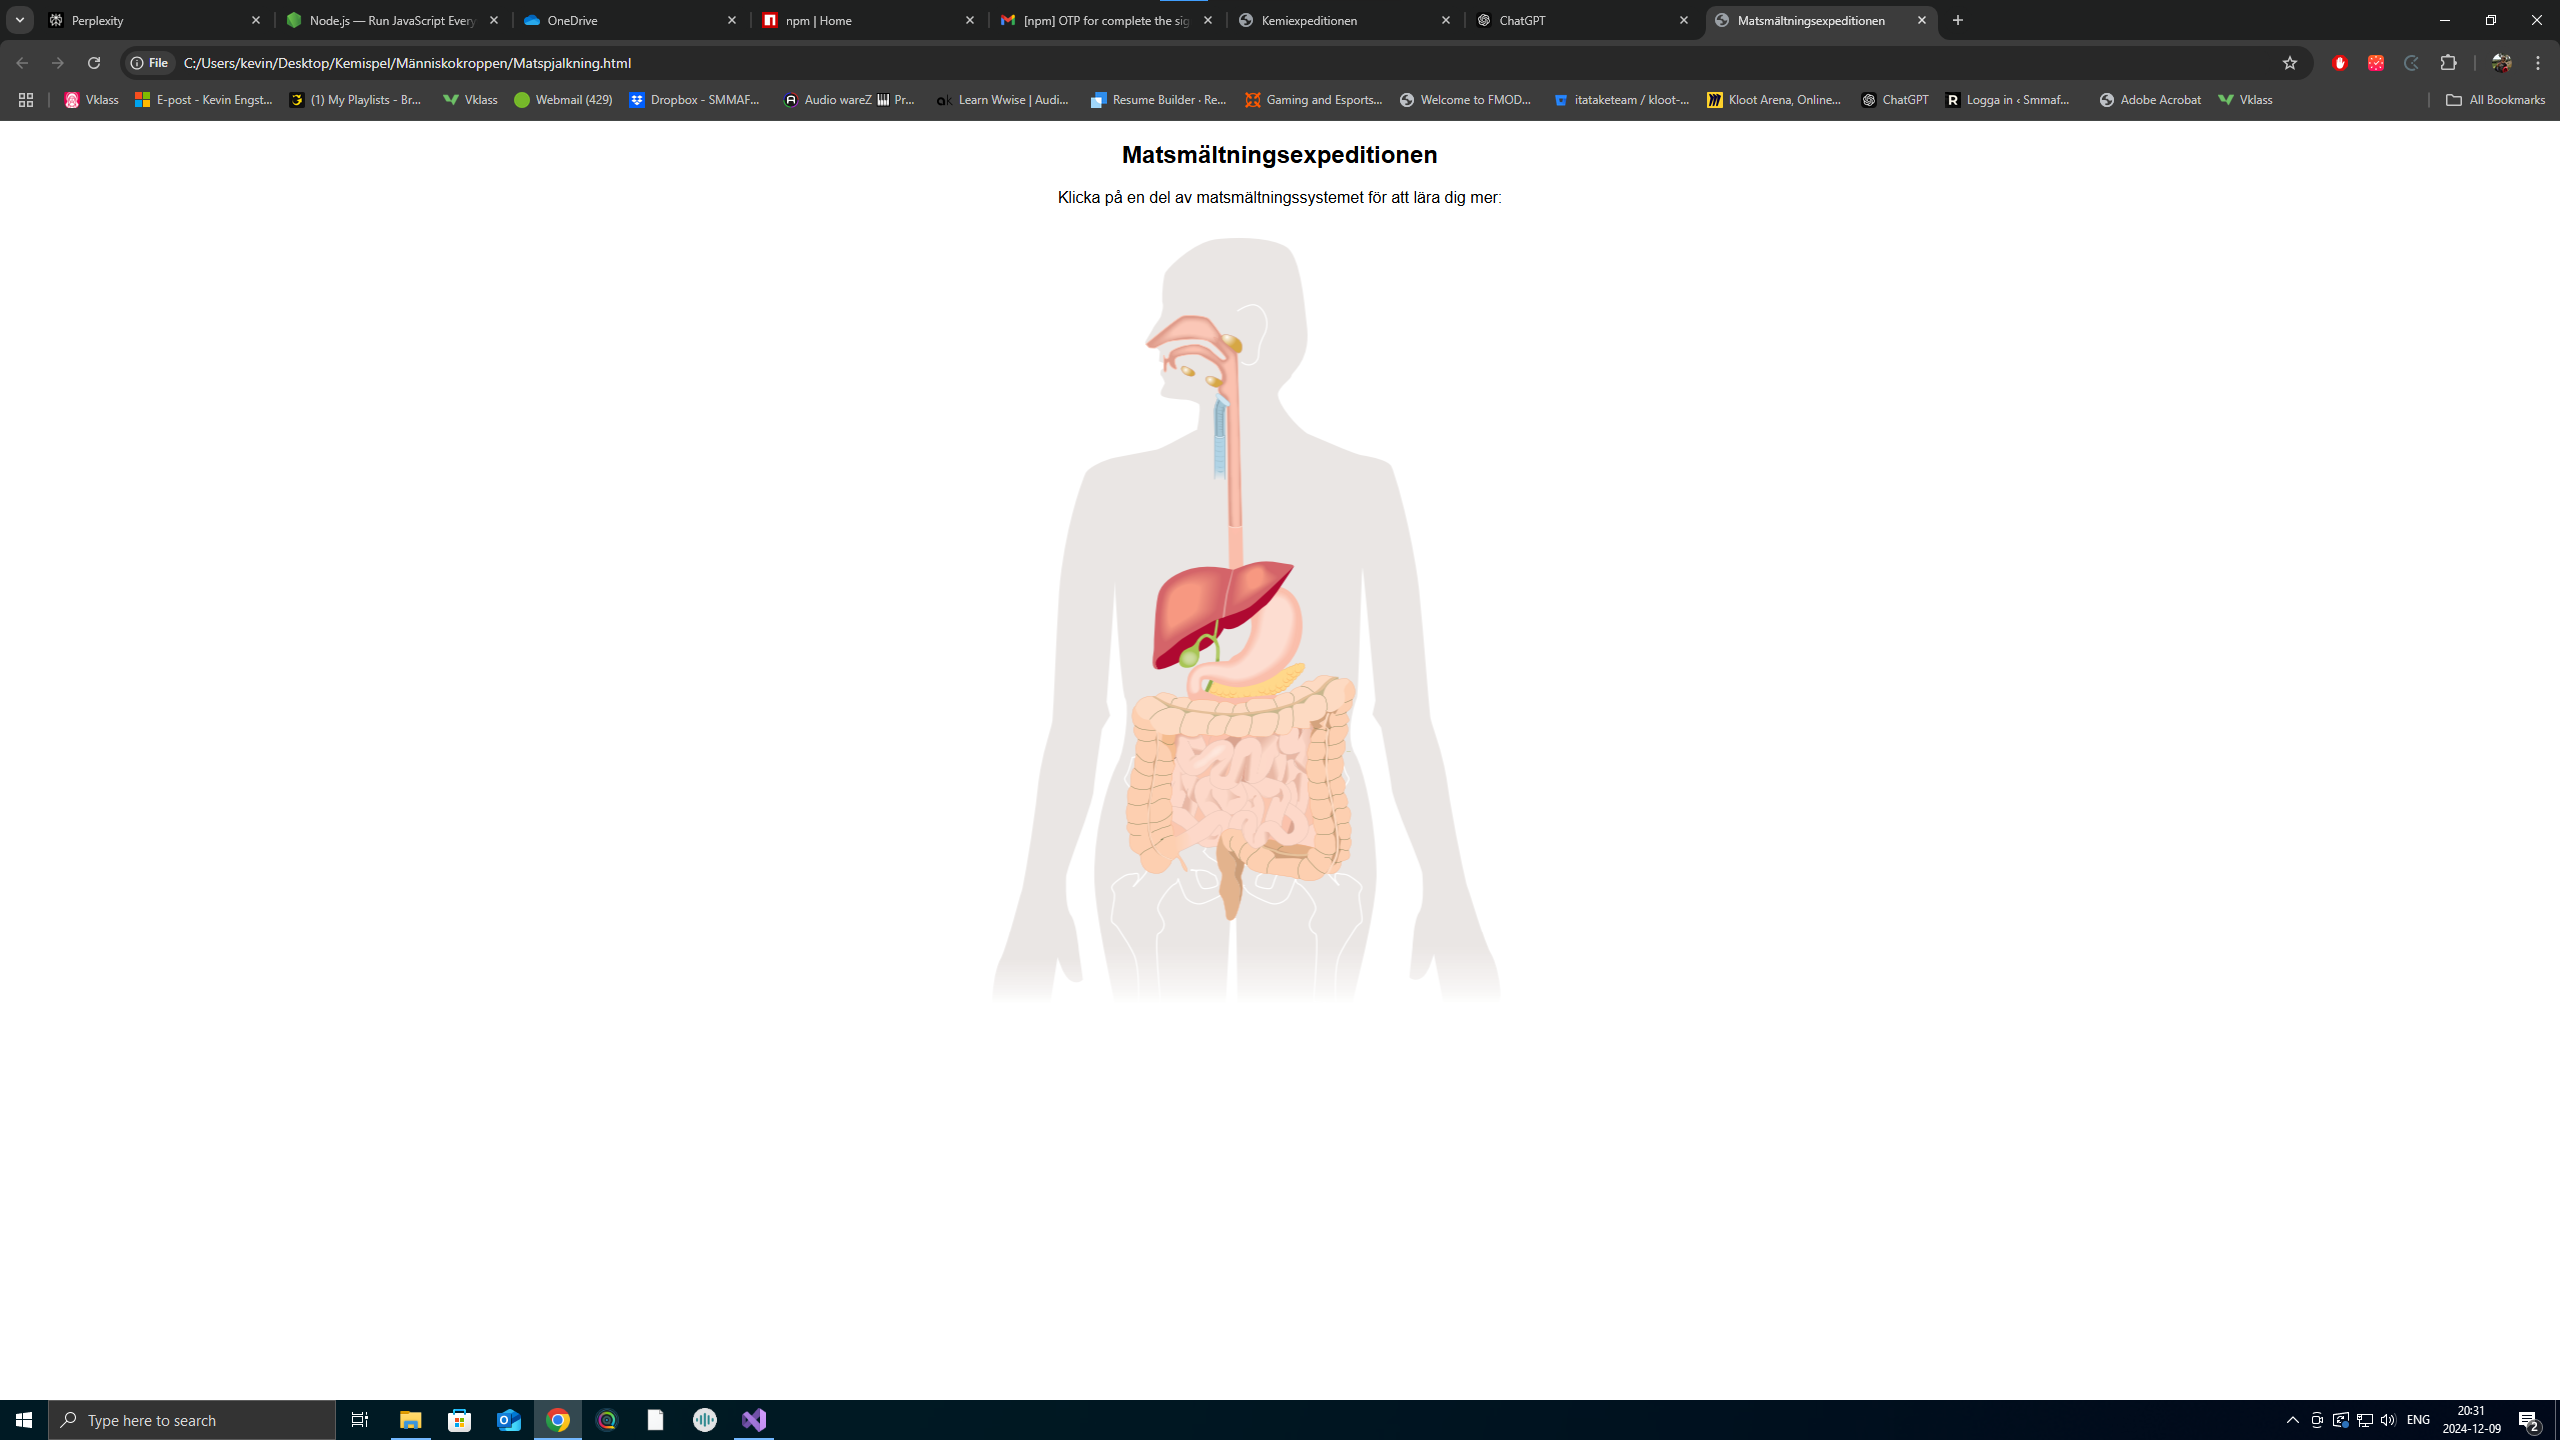 Perplexity
Node.js — Run JavaScript Every
OneDrive
npm | Home
[npm] OTP for complete the sig
Kemiexpeditionen
ChatGPT
Matsmältningsexpeditionen
File
C:/Users/kevin/Desktop/Kemispel/Människokroppen/Matspjalkning.html
Vklass
E-post - Kevin Engst...
(1) My Playlists - Br...
Vklass
Webmail (429)
Dropbox - SMMAF...
Audio wareZ
Pr...
ak
Learn Wwise | Audi...
Resume Builder · Re...
Gaming and Esports...
Welcome to FMOD...
itataketeam / kloot-...
Kloot Arena, Online...
ChatGPT
R
Logga in ‹ Smmaf...
Adobe Acrobat
Vklass
All Bookmarks
Matsmältningsexpeditionen
Klicka på en del av matsmältningssystemet för att lära dig mer:
Type here to search
ENG
20:31
2024-12-09
2